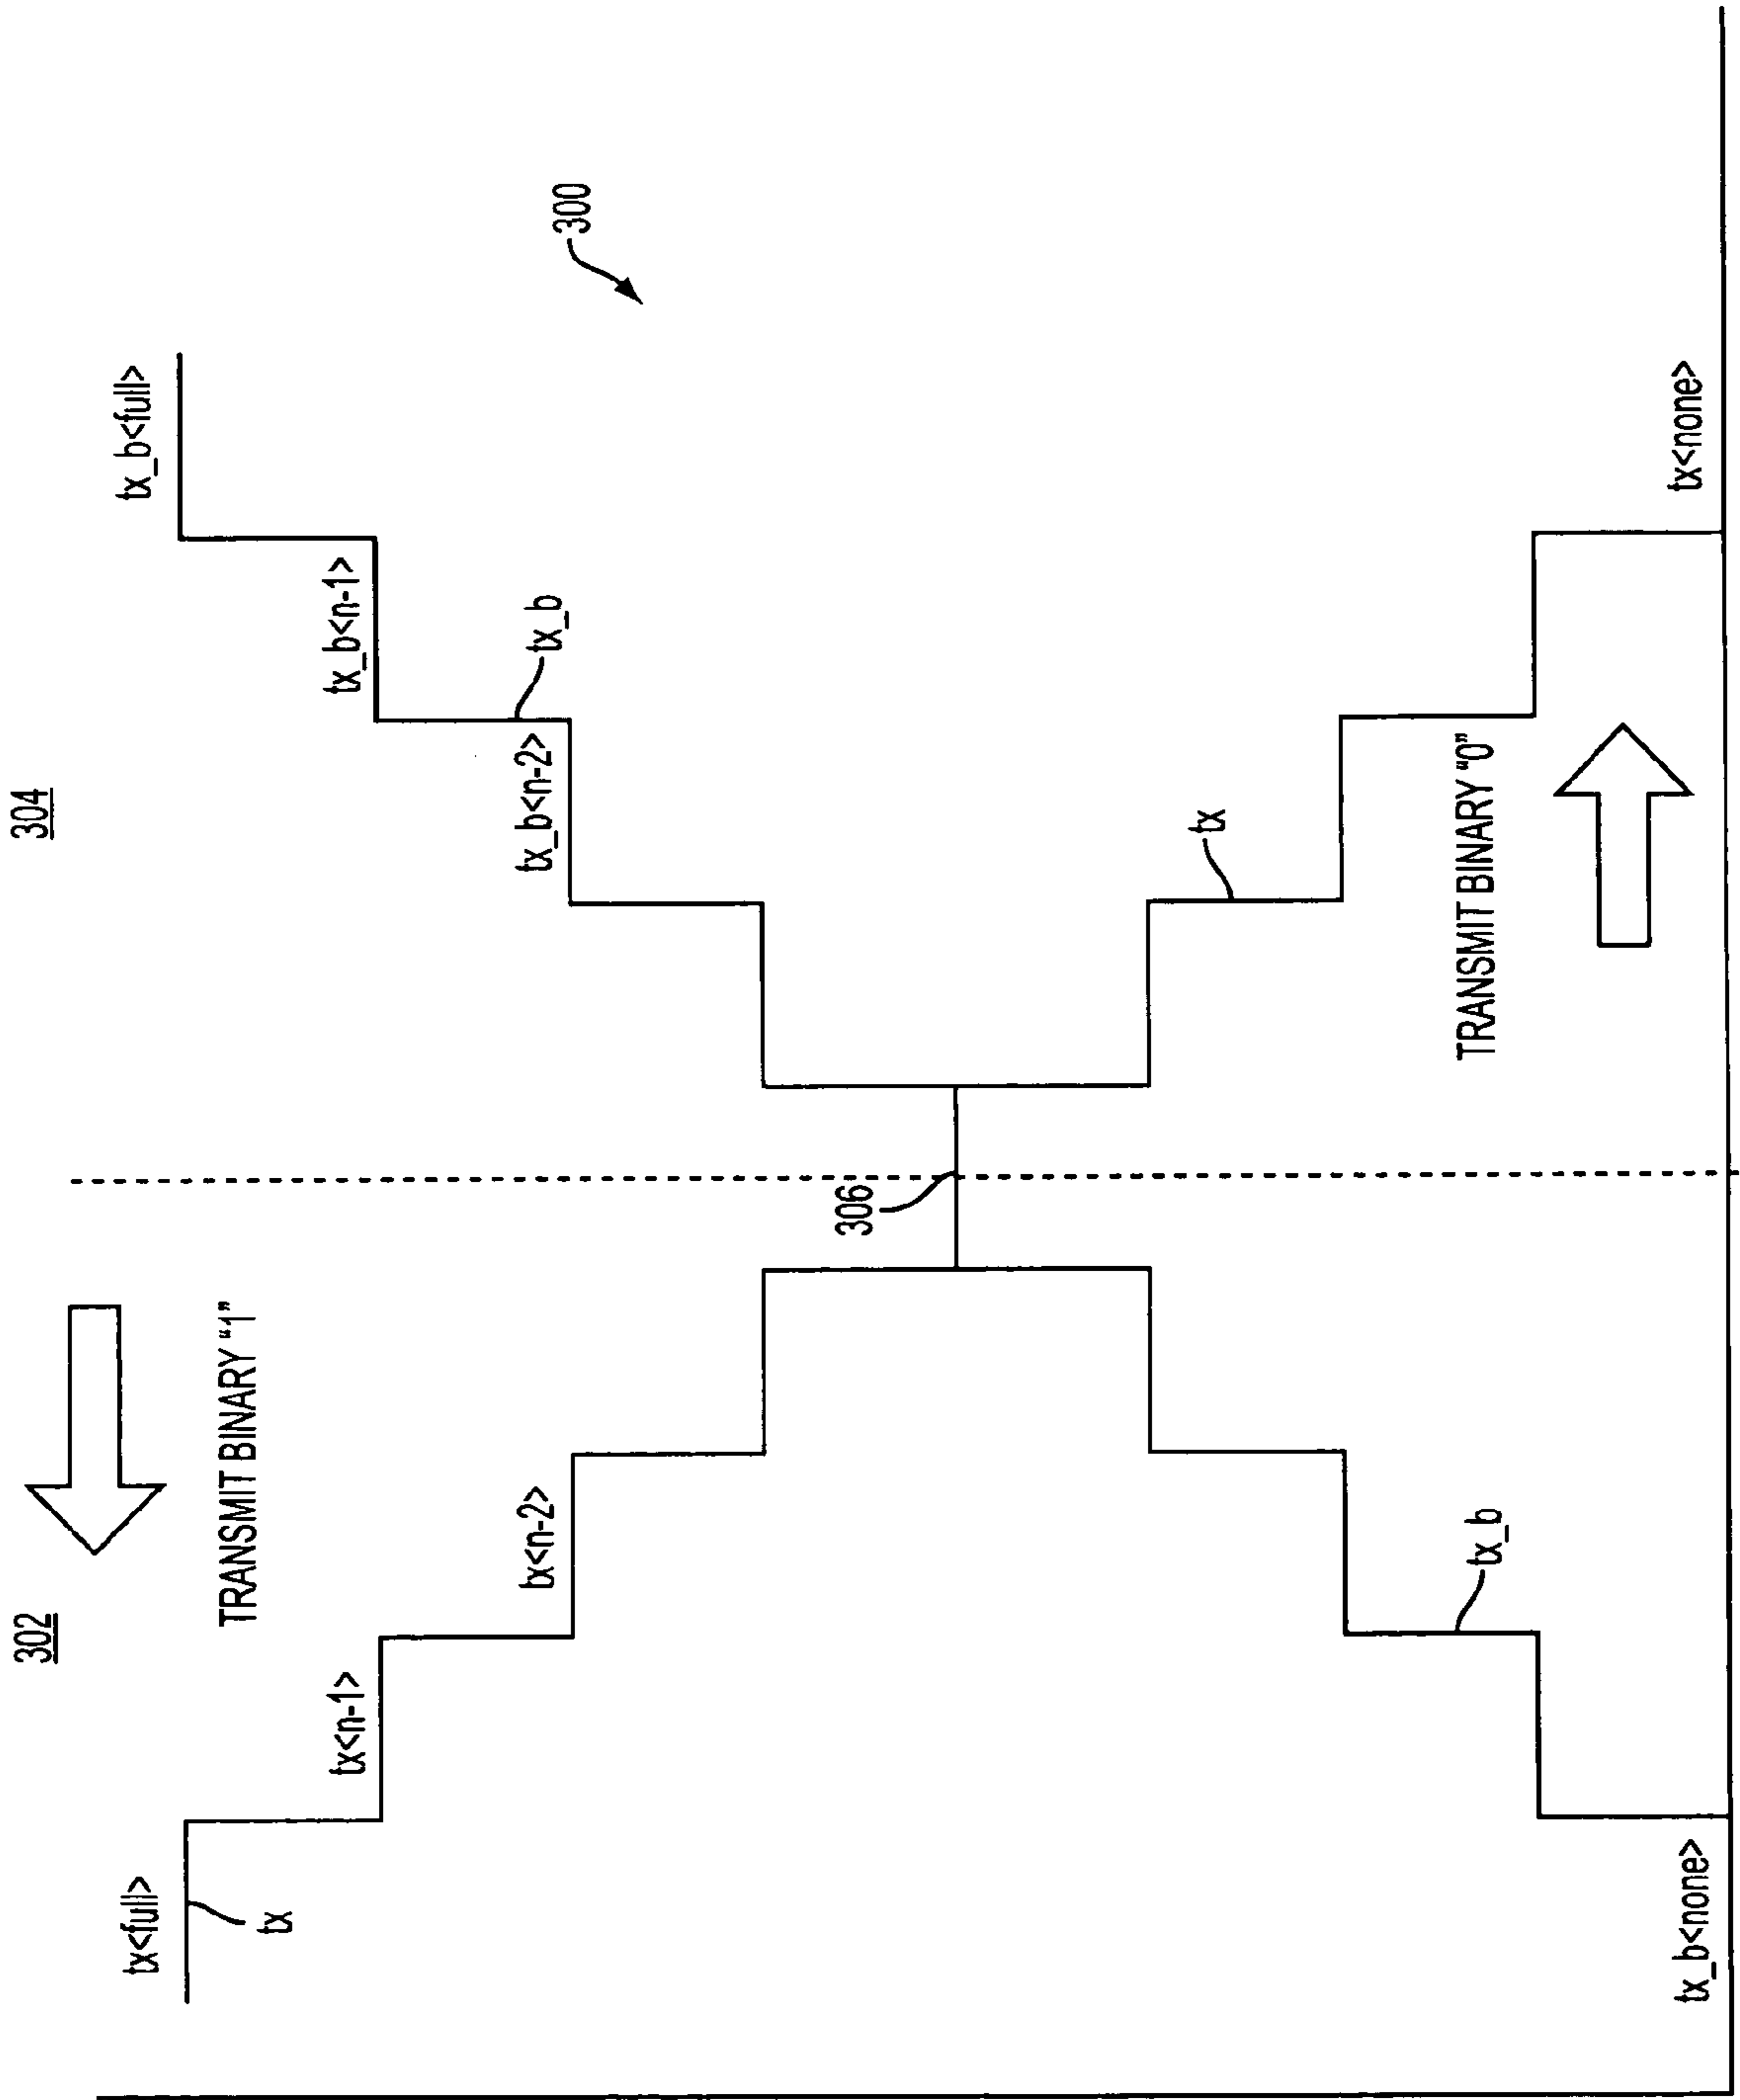 302
304
TRANSMIT BINARY “1”
tx<full>
tx
tx<n-1>
tx<n-2>
306
tx_b<full>
tx_b<n-1>
tx_b
tx_b<n-2>
300
tx
tx_b
TRANSMIT BINARY “0”
tx_b<none>
tx<none>